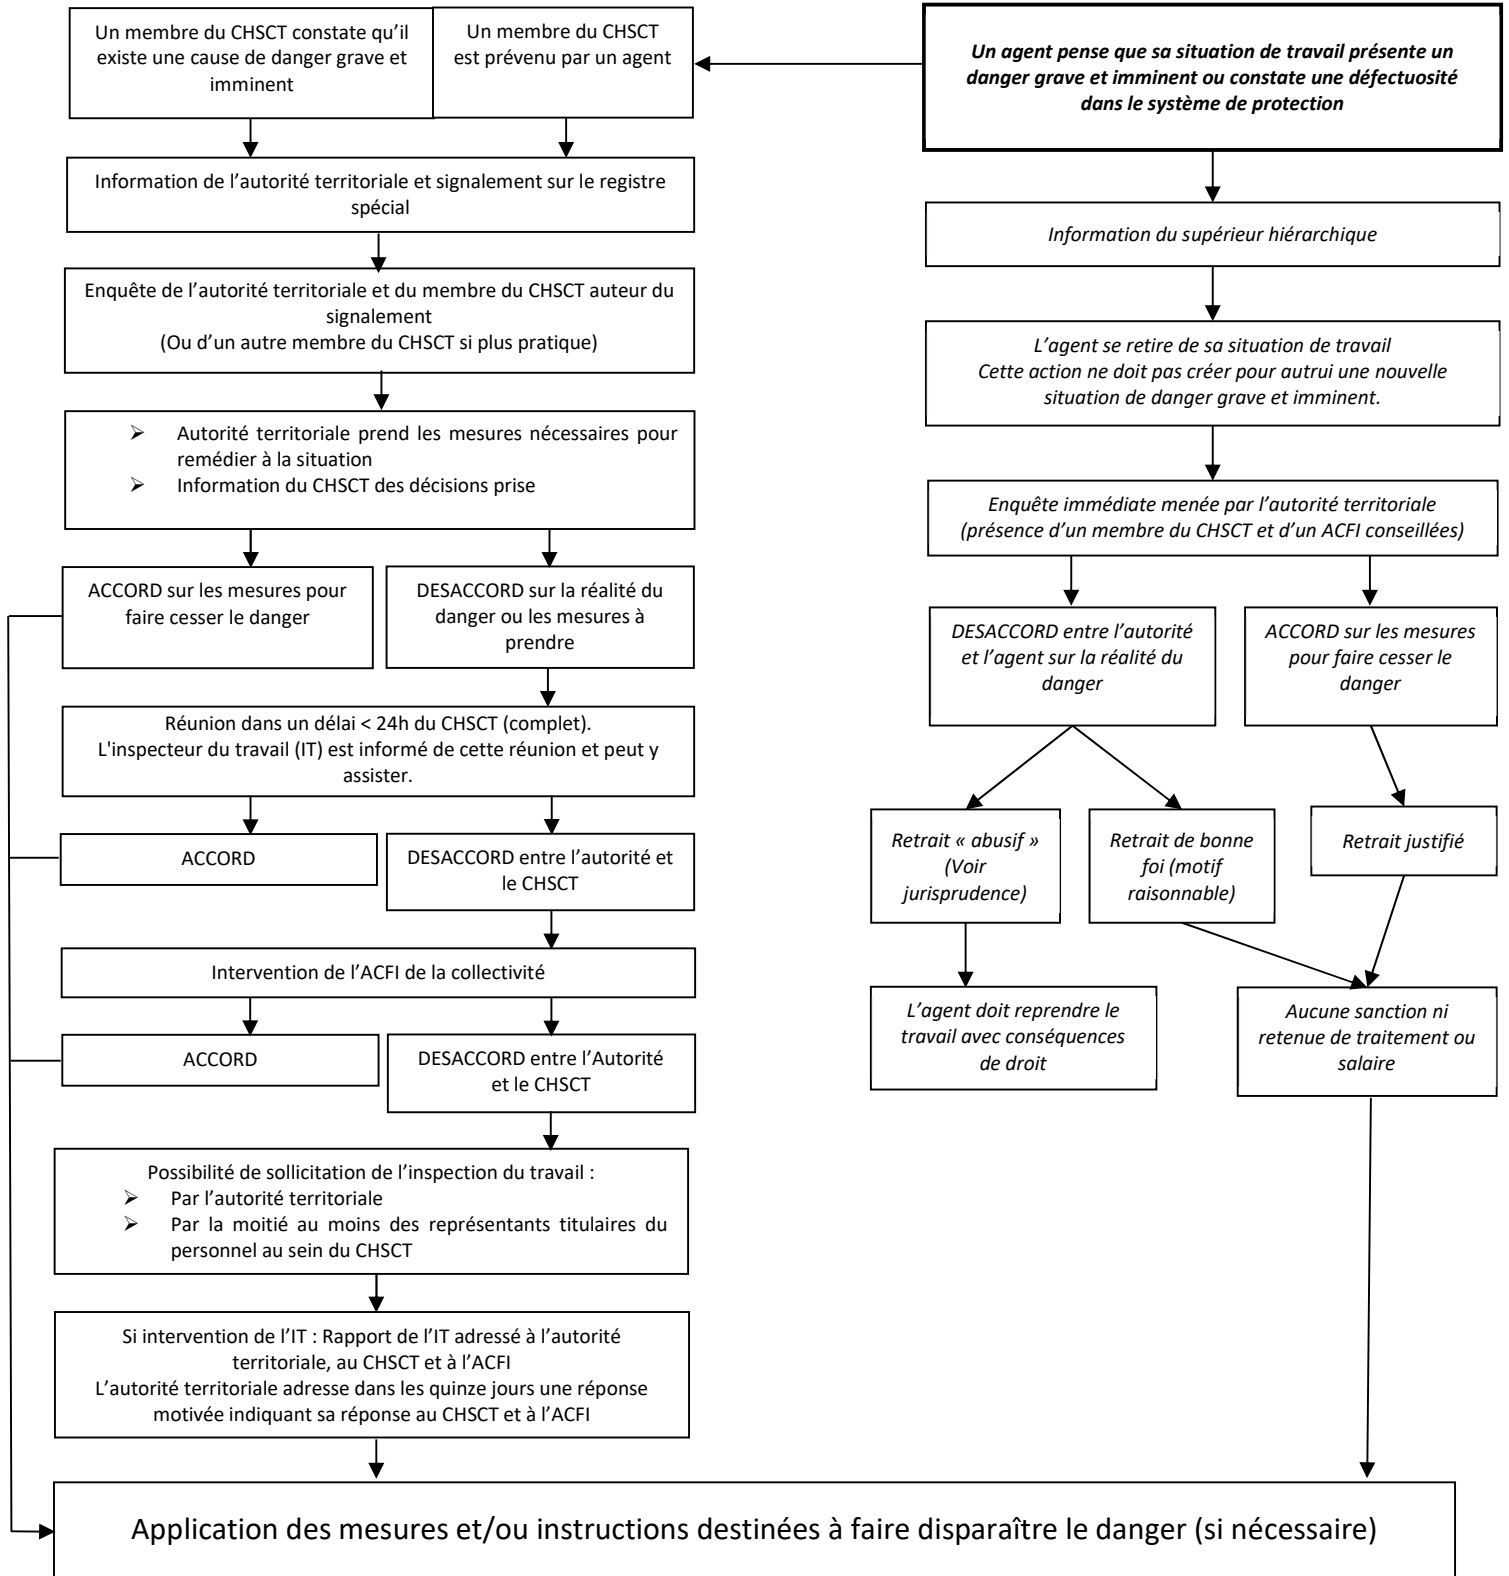 Un membre du CHSCT constate qu'il
existe une cause de danger grave et
imminent
Un membre du CHSCT
est prévenu par un agent
Un agent pense que sa situation de travail présente un
danger grave et imminent ou constate une défectuosité
dans le système de protection
Information de l'autorité territoriale et signalement sur le registre
spécial
Enquête de l'autorité territoriale et du membre du CHSCT auteur du
signalement
(Ou d'un autre membre du CHSCT si plus pratique)
➢ Autorité territoriale prend les mesures nécessaires pour
remédier à la situation
➢ Information du CHSCT des décisions prise
ACCORD sur les mesures pour
faire cesser le danger
DESACCORD sur la réalité du
danger ou les mesures à
prendre
Réunion dans un délai < 24h du CHSCT (complet).
L'inspecteur du travail (IT) est informé de cette réunion et peut y
assister.
ACCORD
DESACCORD entre l'autorité et
le CHSCT
Intervention de l'ACFI de la collectivité
ACCORD
DESACCORD entre l'Autorité
et le CHSCT
Possibilité de sollicitation de l'inspection du travail :
➢ Par l'autorité territoriale
➢ Par la moitié au moins des représentants titulaires du
personnel au sein du CHSCT
Si intervention de l'IT : Rapport de l'IT adressé à l'autorité
territoriale, au CHSCT et à l'ACFI
L'autorité territoriale adresse dans les quinze jours une réponse
motivée indiquant sa réponse au CHSCT et à l'ACFI
Information du supérieur hiérarchique
L'agent se retire de sa situation de travail
Cette action ne doit pas créer pour autrui une nouvelle
situation de danger grave et imminent.
Enquête immédiate menée par l'autorité territoriale
(présence d'un membre du CHSCT et d'un ACFI conseillées)
DESACCORD entre l'autorité
et l'agent sur la réalité du
danger
ACCORD sur les mesures
pour faire cesser le
danger
Retrait « abusif »
(Voir
jurisprudence)
Retrait de bonne
foi (motif
raisonnable)
Retrait justifié
L'agent doit reprendre le
travail avec conséquences
de droit
Aucune sanction ni
retenue de traitement ou
salaire
Application des mesures et/ou instructions destinées à faire disparaître le danger (si nécessaire)